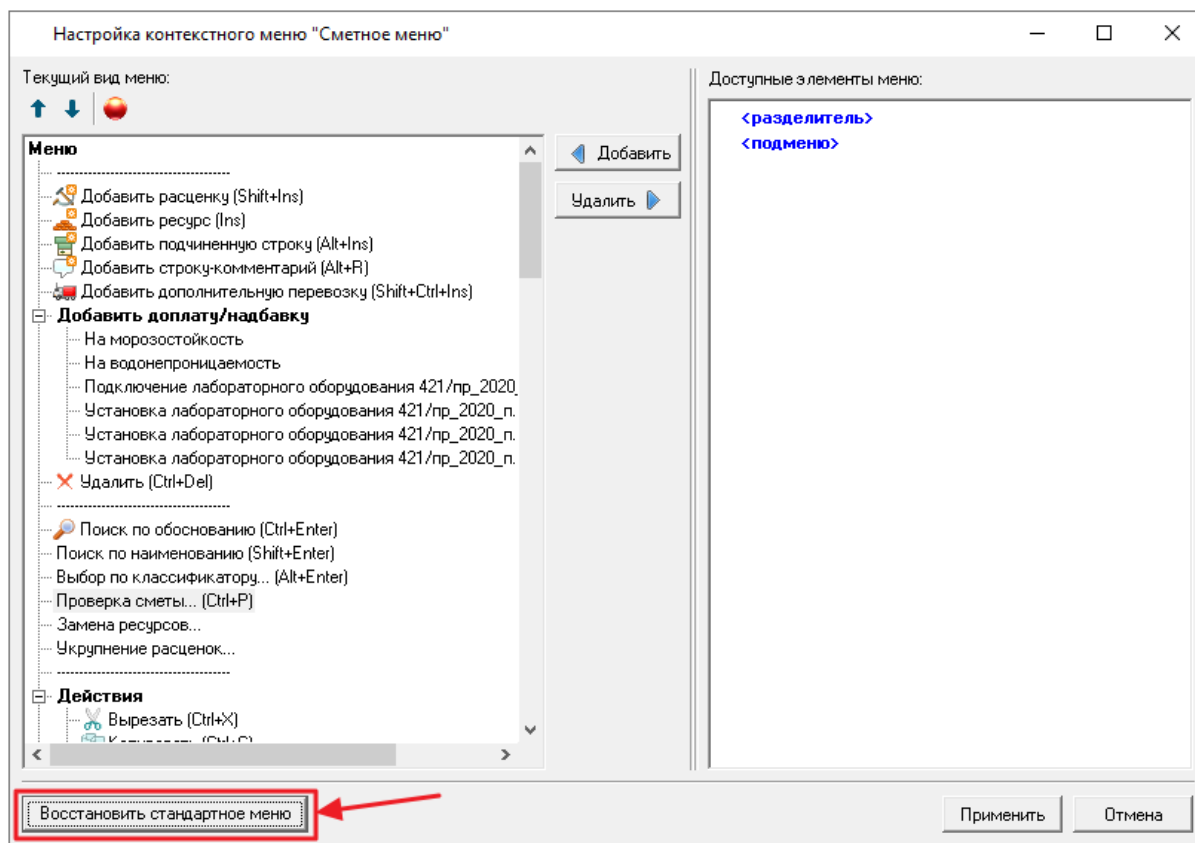 Настройка контекстного меню "Сметное меню"
Текущий вид меню:
Меню
Добавить расценку (Shift+Ins)
Добавить ресурс (Ins)
Добавить подчиненную строку (Alt+Ins)
Добавить строку-комментарий (Alt+R)
Добавить дополнительную перевозку (Shift+Ctrl+Ins)
Добавить доплату/надбавку
На морозостойкость
На водонепроницаемость
Подключение лабораторного оборудования 421/пр_2020_
Установка лабораторного оборудования 421/пр_2020_п.
Установка лабораторного оборудования 421/пр_2020_п.
Установка лабораторного оборудования 421/пр_2020_п.
Удалить (Ctrl+Del)
Поиск по обоснованию (Ctrl+Enter)
Поиск по наименованию (Shift+Enter)
Выбор по классификатору... (Alt+Enter)
Проверка сметы... (Ctrl+P)
Замена ресурсов...
Укрупнение расценок...
Действия
Вырезать (Ctrl+X)
Копировать (Ctrl+C)
Добавить
Удалить
Доступные элементы меню:
<разделитель>
<подменю>
Восстановить стандартное меню
Применить
Отмена